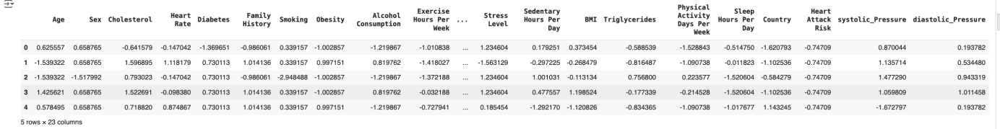 Age Sex Cholesterol Heart Rate Diabetes Family History Smoking Obesity Alcohol Consumption Exercise Hours Per Week ... Stress Level Sedentary Hours Per Day BMI Triglycerides Physical Activity Days Per Week Sleep Hours Per Day Country Heart Attack Risk systolic_Pressure diastolic_Pressure
0 0.625557 0.658765 -0.641579 -0.147042 -1.369651 -0.986061 0.339157 -1.002857 -1.219867 -1.010838 ... 1.234604 0.179251 0.373454 -0.588539 -1.528843 -0.514750 -1.620793 -0.74709 0.870044 0.193782
1 -1.539322 0.658765 1.596895 1.118179 0.730113 1.014136 0.339157 0.997151 0.819762 -1.418027 ... -1.563129 -0.297225 -0.268479 -0.816487 -1.090738 -0.011823 -1.102536 -0.74709 1.135714 0.534480
2 -1.539322 -1.517992 0.793023 -0.147042 0.730113 -0.986061 -2.948488 -1.002857 -1.219867 -1.372188 ... 1.234604 1.001031 -0.113134 0.756800 0.223577 -1.520604 -0.584279 -0.74709 1.477290 0.943319
3 1.425621 0.658765 1.522691 -0.098380 0.730113 1.014136 0.339157 -1.002857 0.819762 -0.032188 ... 1.234604 0.477557 1.198524 -0.177339 -0.214528 -1.520604 -1.102536 -0.74709 1.059809 1.011458
4 0.578495 0.658765 0.718820 0.874867 0.730113 1.014136 0.339157 0.997151 -1.219867 -0.727941 ... 0.185454 -1.292170 -1.120826 -0.834365 -1.090738 -1.017677 1.143245 -0.74709 -1.672797 0.193782
5 rows × 23 columns